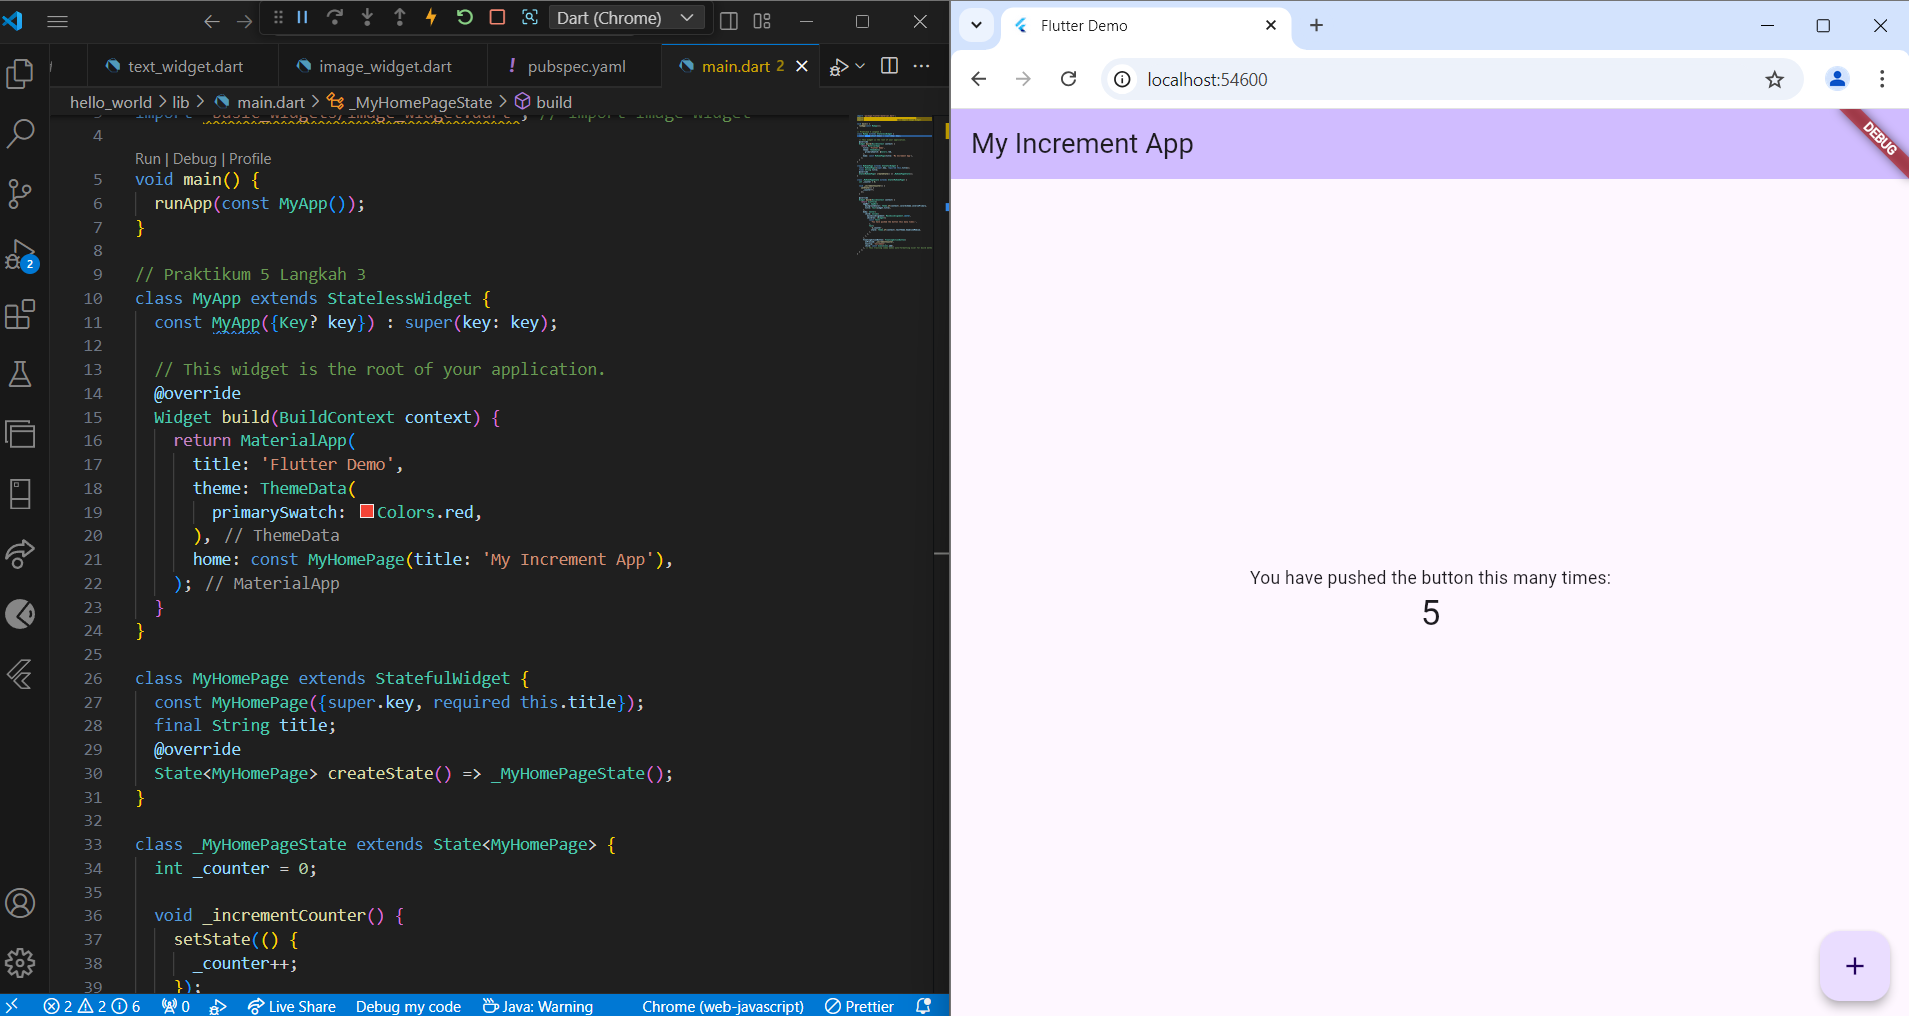 Dart (Chrome)
text_widget.dart
image_widget.dart
! pubspec.yaml
main.dart 2
hello_world > lib > main.dart > _MyHomePageState > build
3 import 'basic_widgets/image_widget.dart'; // import image widget
4
Run | Debug | Profile
5 void main() {
6 runApp(const MyApp());
7 }
8
9 // Praktikum 5 Langkah 3
10 class MyApp extends StatelessWidget {
11 const MyApp({Key? key}) : super(key: key);
12
13 // This widget is the root of your application.
14 @override
15 Widget build(BuildContext context) {
16 return MaterialApp(
17 title: 'Flutter Demo',
18 theme: ThemeData(
19 primarySwatch: Colors.red,
20 ), // ThemeData
21 home: const MyHomePage(title: 'My Increment App'),
22 ); // MaterialApp
23 }
24 }
25
26 class MyHomePage extends StatefulWidget {
27 const MyHomePage({super.key, required this.title});
28 final String title;
29 @override
30 State<MyHomePage> createState() => _MyHomePageState();
31 }
32
33 class _MyHomePageState extends State<MyHomePage> {
34 int _counter = 0;
35
36 void _incrementCounter() {
37 setState(() {
38 _counter++;
39 });
2
2 2 6 0 Live Share Debug my code Java: Warning Chrome (web-javascript) Prettier
Flutter Demo
localhost:54600
My Increment App
DEBUG
You have pushed the button this many times:
5
+